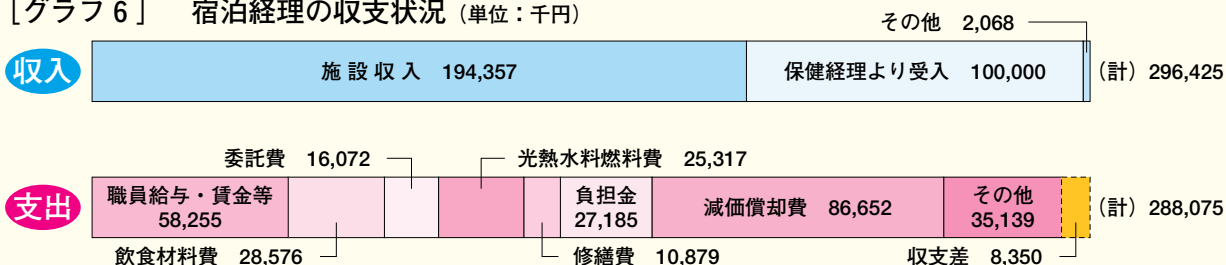 [グラフ6] 宿泊経理の収支状況(単位:千円)
その他 2,068
収入
施設収入 194,357
保健経理より受入 100,000
(計)296,425
委託費 16,072
光熱水料燃料費 25,317
支出
職員給与・賃金等
58,255
負担金
27,185
減価償却費 86,652
その他
35,139
(計)288,075
飲食材料費 28,576
修繕費 10,879
収支差 8,350